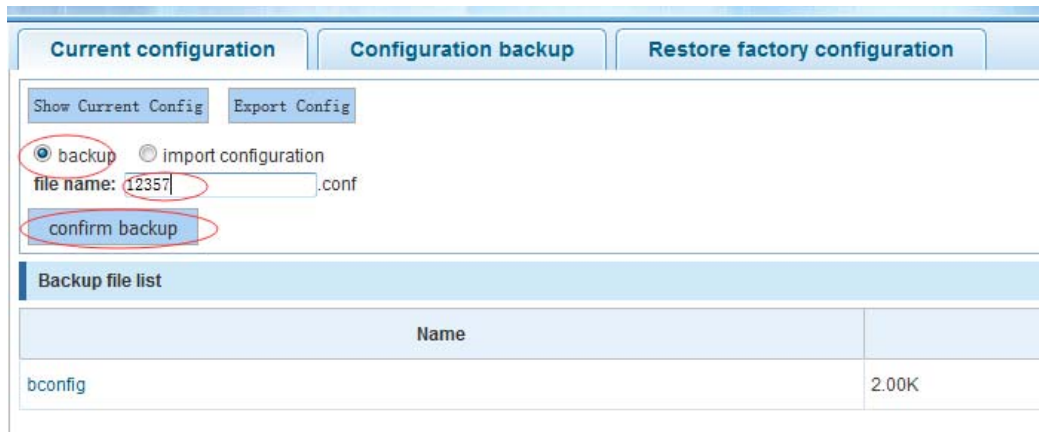 Current configuration Configuration backup Restore factory configuration
Show Current Config Export Config
backup import configuration
file name: 12357 .conf
confirm backup
Backup file list
Name
bconfig 2.00K